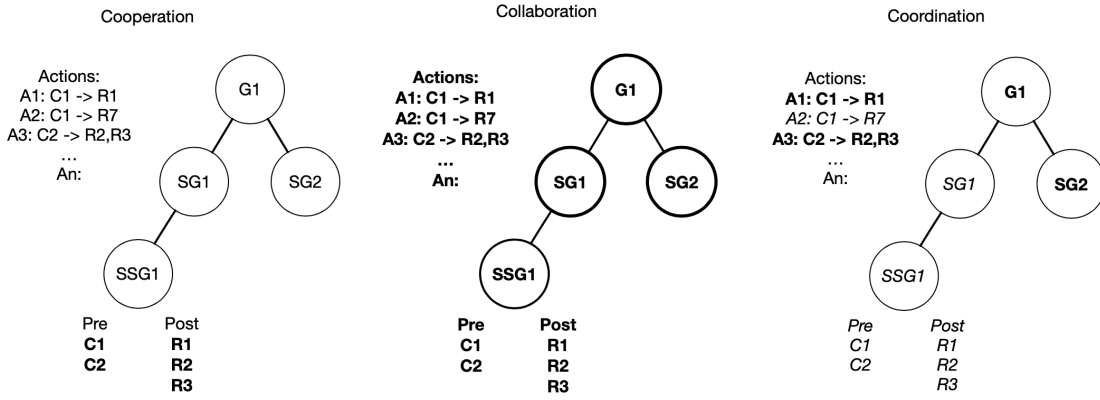 Cooperation
Actions:
A1: C1 -> R1
A2: C1 -> R7
A3: C2 -> R2,R3
...
An:
G1
SG1
SG2
SSG1
Pre Post
C1 R1
C2 R2
R3
Collaboration
Actions:
A1: C1 -> R1
A2: C1 -> R7
A3: C2 -> R2,R3
...
An:
G1
SG1
SG2
SSG1
Pre Post
C1 R1
C2 R2
R3
Coordination
Actions:
A1: C1 -> R1
A2: C1 -> R7
A3: C2 -> R2,R3
...
An:
G1
SG1
SG2
SSG1
Pre Post
C1 R1
C2 R2
R3